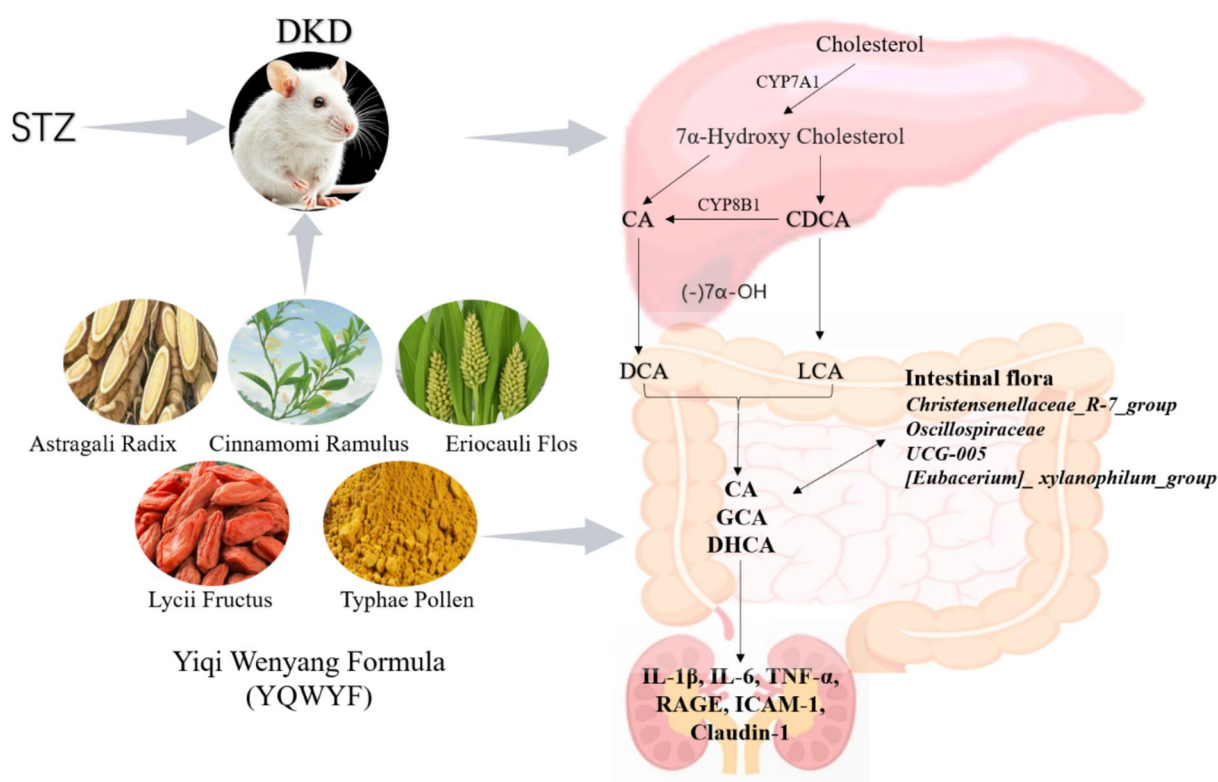 DKD
STZ
Astragali Radix
Cinnamomi Ramulus
Eriocauli Flos
Lycii Fructus
Typhae Pollen
Yiqi Wenyang Formula
(YQWYF)
Cholesterol
CYP7A1
7α-Hydroxy Cholesterol
CA
CYP8B1
CDCA
(-)7α-OH
DCA
LCA
Intestinal flora
Christensenellaceae_R-7_group
Oscillospiraceae
UCG-005
[Eubacerium]_ xylanophilum_group
CA
GCA
DHCA
IL-1β, IL-6, TNF-α,
RAGE, ICAM-1,
Claudin-1